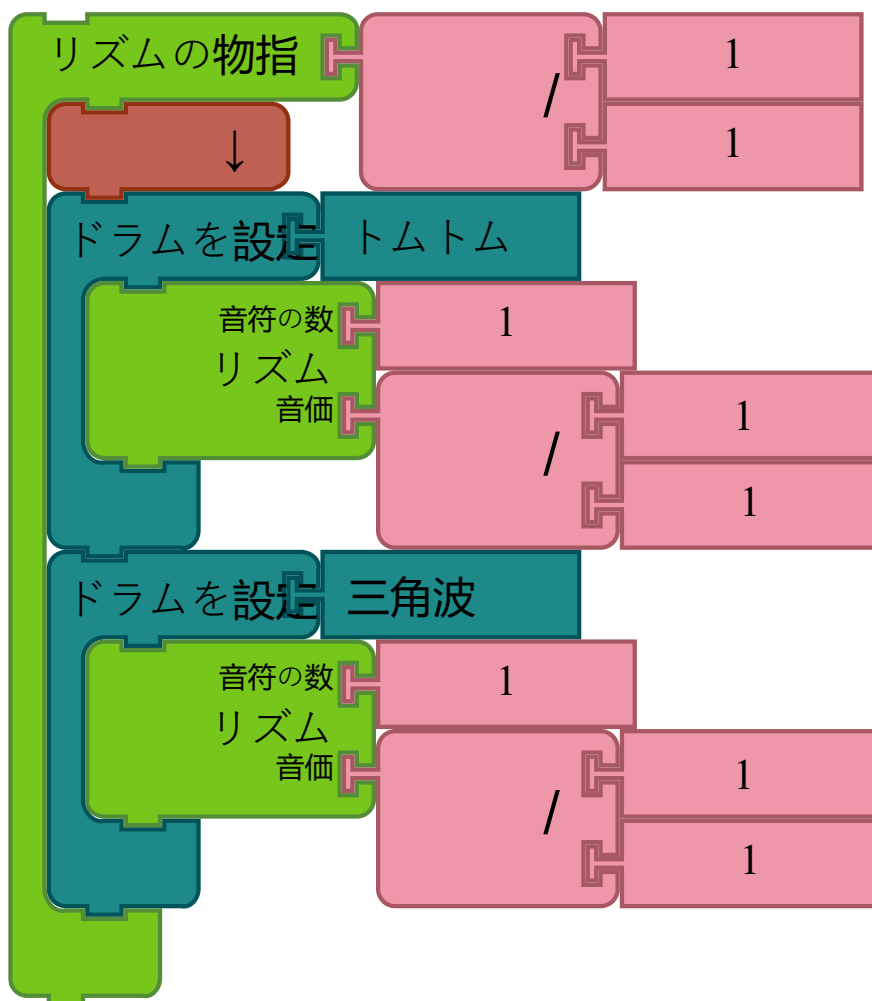 リズムの物指 / 1
1
↓
ドラムを設定 トムトム
音符の数 1
リズム
音価 / 1
1
ドラムを設定 三角波
音符の数 1
リズム
音価 / 1
1